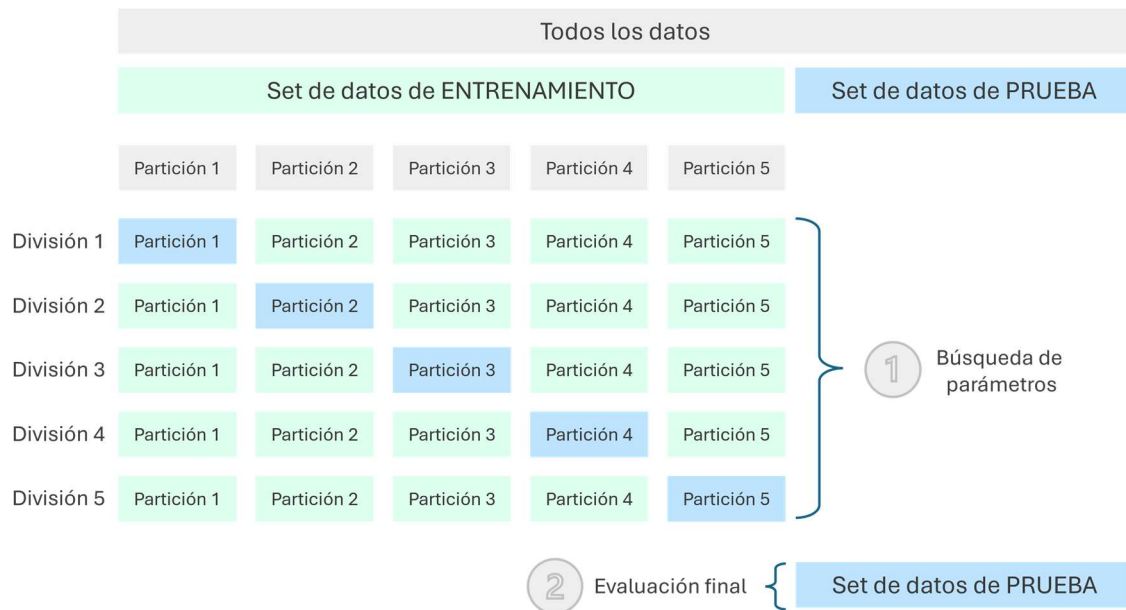 Todos los datos
Set de datos de ENTRENAMIENTO Set de datos de PRUEBA
Partición 1 Partición 2 Partición 3 Partición 4 Partición 5
División 1 Partición 1 Partición 2 Partición 3 Partición 4 Partición 5
División 2 Partición 1 Partición 2 Partición 3 Partición 4 Partición 5
División 3 Partición 1 Partición 2 Partición 3 Partición 4 Partición 5
1 Búsqueda de
parámetros
División 4 Partición 1 Partición 2 Partición 3 Partición 4 Partición 5
División 5 Partición 1 Partición 2 Partición 3 Partición 4 Partición 5
2 Evaluación final Set de datos de PRUEBA